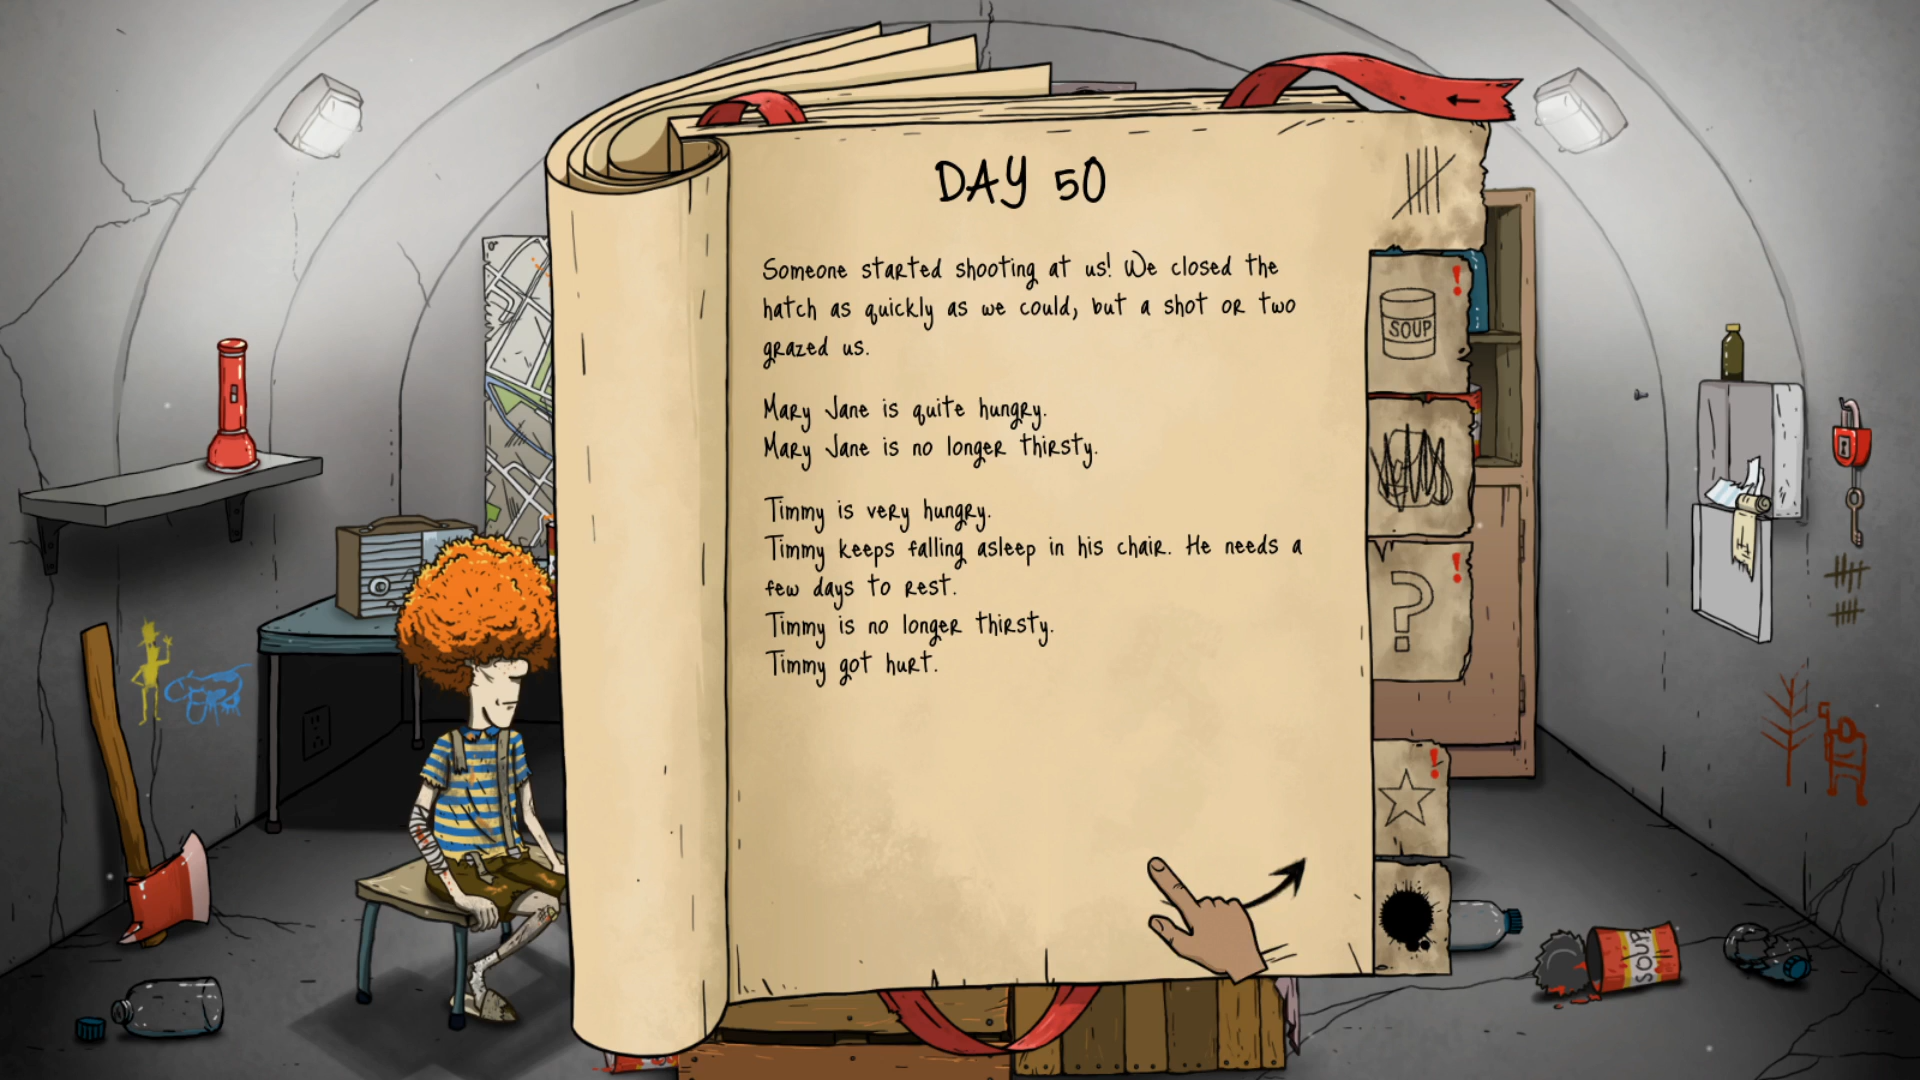 DAY 50
Someone started shooting at us! We closed the
hatch as quickly as we could, but a shot or two
grazed us.
Mary Jane is quite hungry.
Mary Jane is no longer thirsty.
Timmy is very hungry.
Timmy keeps falling asleep in his chair. He needs a
few days to rest.
Timmy is no longer thirsty.
Timmy got hurt.
!
SOUP
?
!
!
SOUP